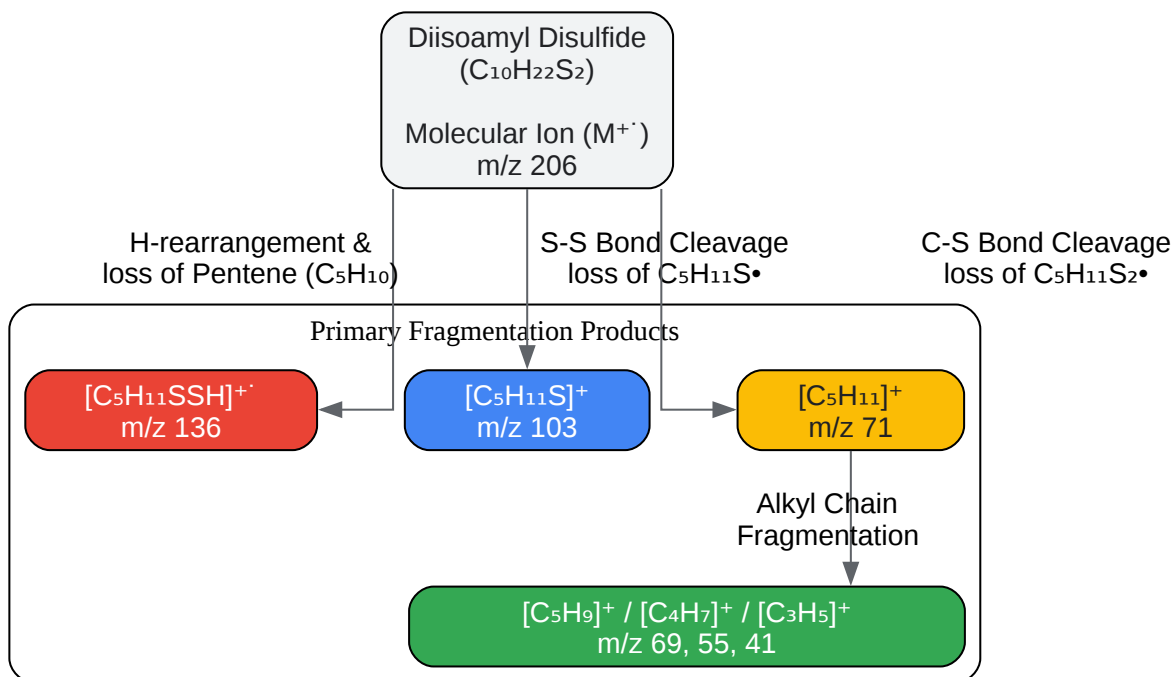 Diisoamyl Disulfide
(C₁₀H₂₂S₂)
Molecular Ion (M⁺˙)
m/z 206
H-rearrangement &
loss of Pentene (C₅H₁₀)
S-S Bond Cleavage
loss of C₅H₁₁S•
C-S Bond Cleavage
loss of C₅H₁₁S₂•
Primary Fragmentation Products
[C₅H₁₁SSH]⁺˙
m/z 136
[C₅H₁₁S]⁺
m/z 103
[C₅H₁₁]⁺
m/z 71
Alkyl Chain
Fragmentation
[C₅H₉]⁺ / [C₄H₇]⁺ / [C₃H₅]⁺
m/z 69, 55, 41